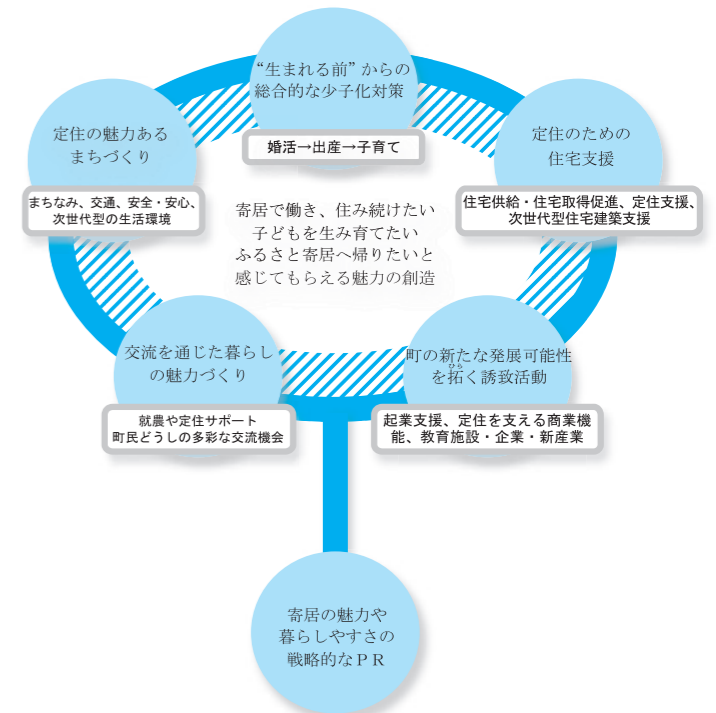 “生まれる前” からの
総合的な少子化対策
婚活→出産→子育て
定住の魅力ある
まちづくり
まちなみ、交通、安全・安心、
次世代型の生活環境
定住のための
住宅支援
住宅供給・住宅取得促進、定住支援、
次世代型住宅建築支援
寄居で働き、住み続けたい
子どもを生み育てたい
ふるさと寄居へ帰りたいと
感じてもらえる魅力の創造
交流を通じた暮らし
の魅力づくり
就農や定住サポート
町民どうしの多彩な交流機会
町の新たな発展可能性
ひら
を拓く誘致活動
起業支援、定住を支える商業機
能、教育施設・企業・新産業
寄居の魅力や
暮らしやすさの
戦略的なＰＲ